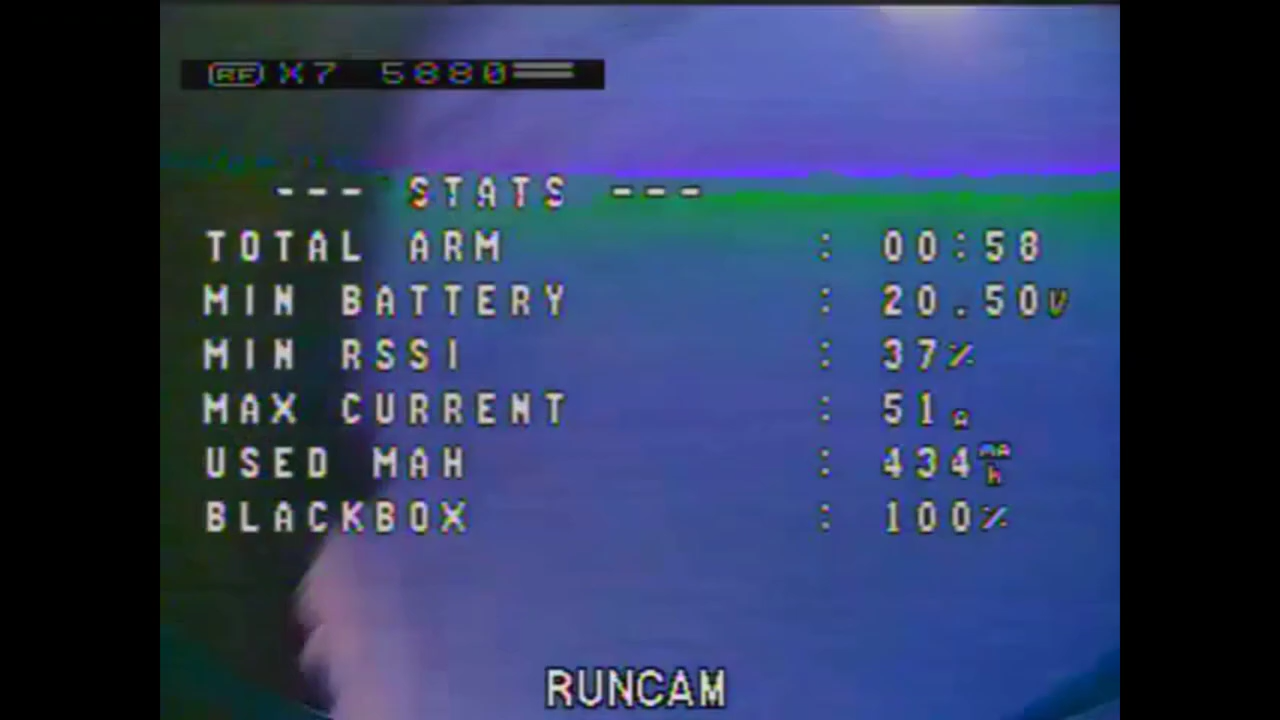 RF X7 5880
--- STATS ---
TOTAL ARM : 00:58
MIN BATTERY : 20.50V
MIN RSSI : 37%
MAX CURRENT : 51A
USED MAH : 434mAh
BLACKBOX : 100%
RUNCAM